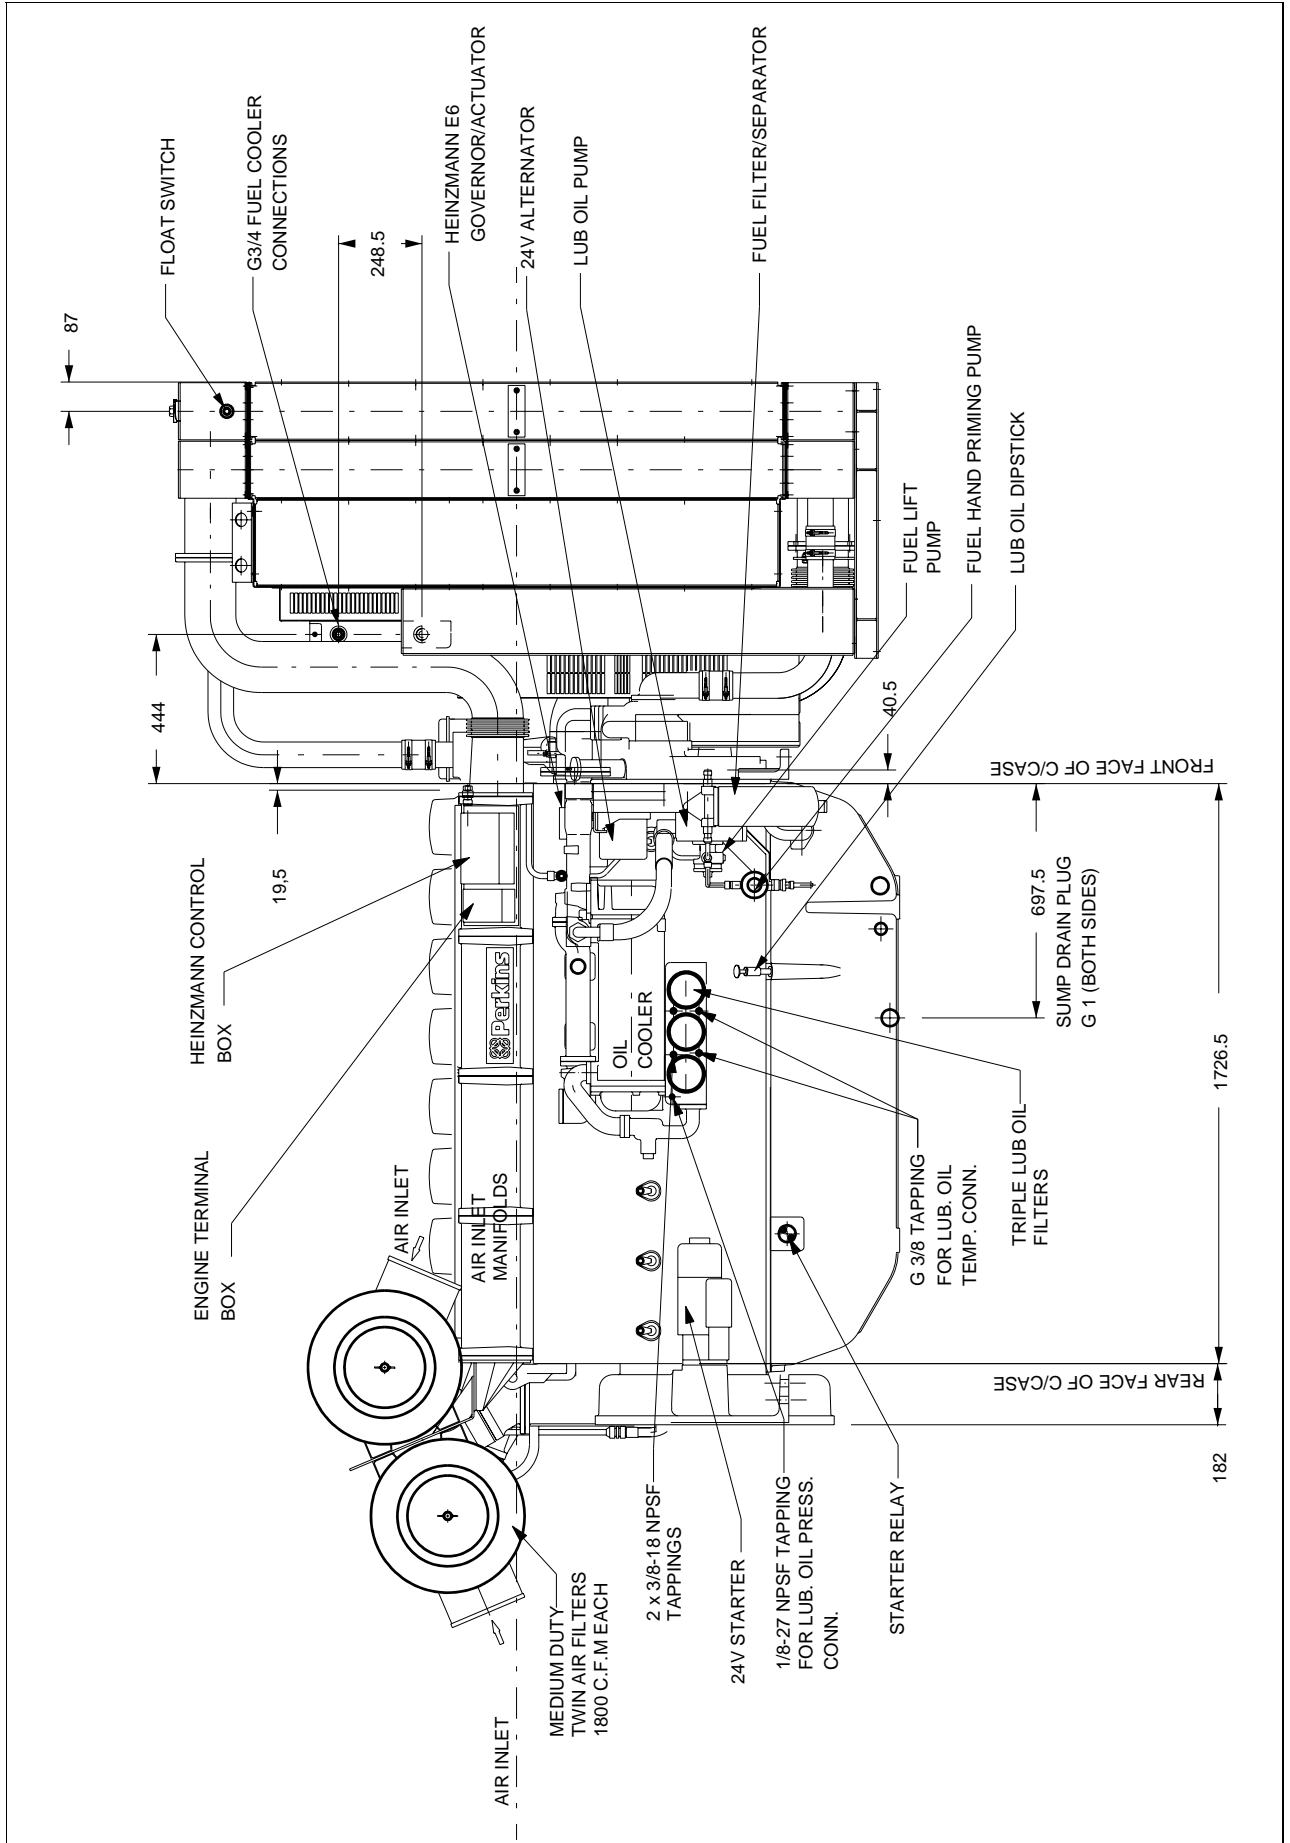 FLOAT SWITCH
G3/4 FUEL COOLER
CONNECTIONS
HEINZMANN E6
GOVERNOR/ACTUATOR
24V ALTERNATOR
LUB OIL PUMP
FUEL FILTER/SEPARATOR
87
248.5
FUEL LIFT
PUMP
FUEL HAND PRIMING PUMP
LUB OIL DIPSTICK
444
19,5
40.5
FRONT FACE OF C/CASE
HEINZMANN CONTROL
BOX
ENGINE TERMINAL
BOX
Perkins
OIL
COOLER
697.5
SUMP DRAIN PLUG
G 1 (BOTH SIDES)
1726.5
AIR INLET
AIR INLET
MANIFOLDS
TRIPLE LUB OIL
FILTERS
G 3/8 TAPPING
FOR LUB. OIL
TEMP. CONN.
REAR FACE OF C/CASE
182
AIR INLET
MEDIUM DUTY
TWIN AIR FILTERS
1800 C.F.M EACH
2 x 3/8-18 NPSF
TAPPINGS
24V STARTER
1/8-27 NPSF TAPPING
FOR LUB. OIL PRESS.
CONN.
STARTER RELAY